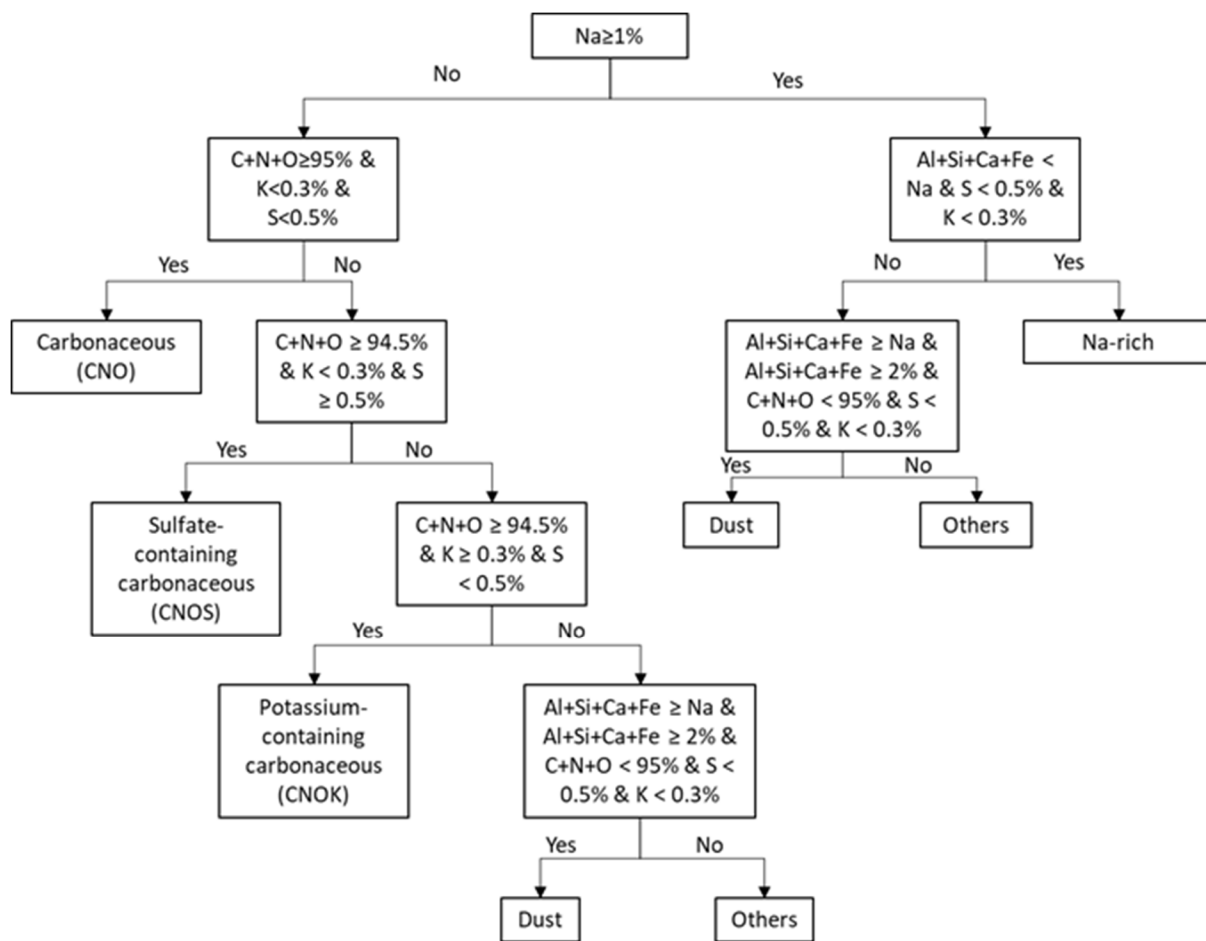 Na≥1%
No
Yes
C+N+O≥95% &
K<0.3% &
S<0.5%
Al+Si+Ca+Fe <
Na & S < 0.5% &
K < 0.3%
Yes
No
No
Yes
Carbonaceous
(CNO)
C+N+O ≥ 94.5%
& K < 0.3% & S
≥ 0.5%
Al+Si+Ca+Fe ≥ Na &
Al+Si+Ca+Fe ≥ 2% &
C+N+O < 95% & S <
0.5% & K < 0.3%
Na-rich
Yes
No
Yes
No
Sulfate-
containing
carbonaceous
(CNOS)
C+N+O ≥ 94.5%
& K ≥ 0.3% & S
< 0.5%
Dust
Others
Yes
No
Potassium-
containing
carbonaceous
(CNOK)
Al+Si+Ca+Fe ≥ Na &
Al+Si+Ca+Fe ≥ 2% &
C+N+O < 95% & S <
0.5% & K < 0.3%
Yes
No
Dust
Others